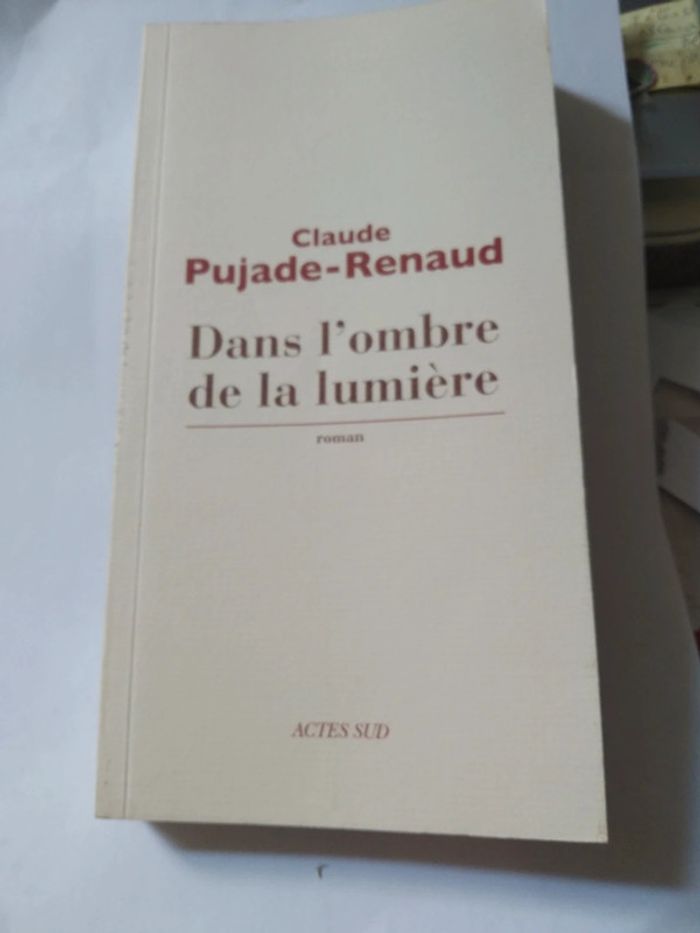 Claude
Pujade-Renaud
Dans l'ombre
de la lumière
roman
ACTES SUD